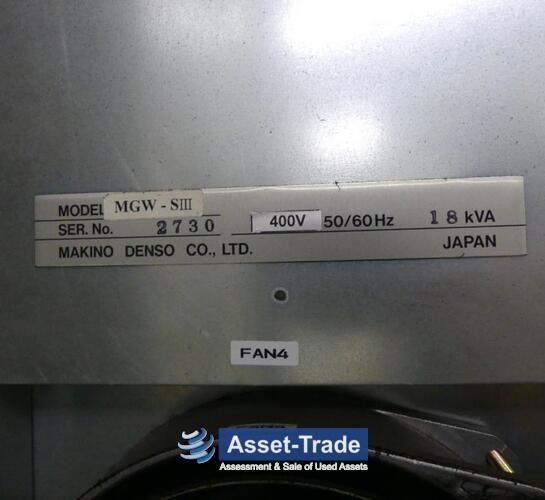 MODEL MGW - SIII
SER. No. 2730 400V 50/60Hz 18 kVA
MAKINO DENSO CO., LTD. JAPAN
FAN4
Asset-Trade
Assessment & Sale of Used Assets